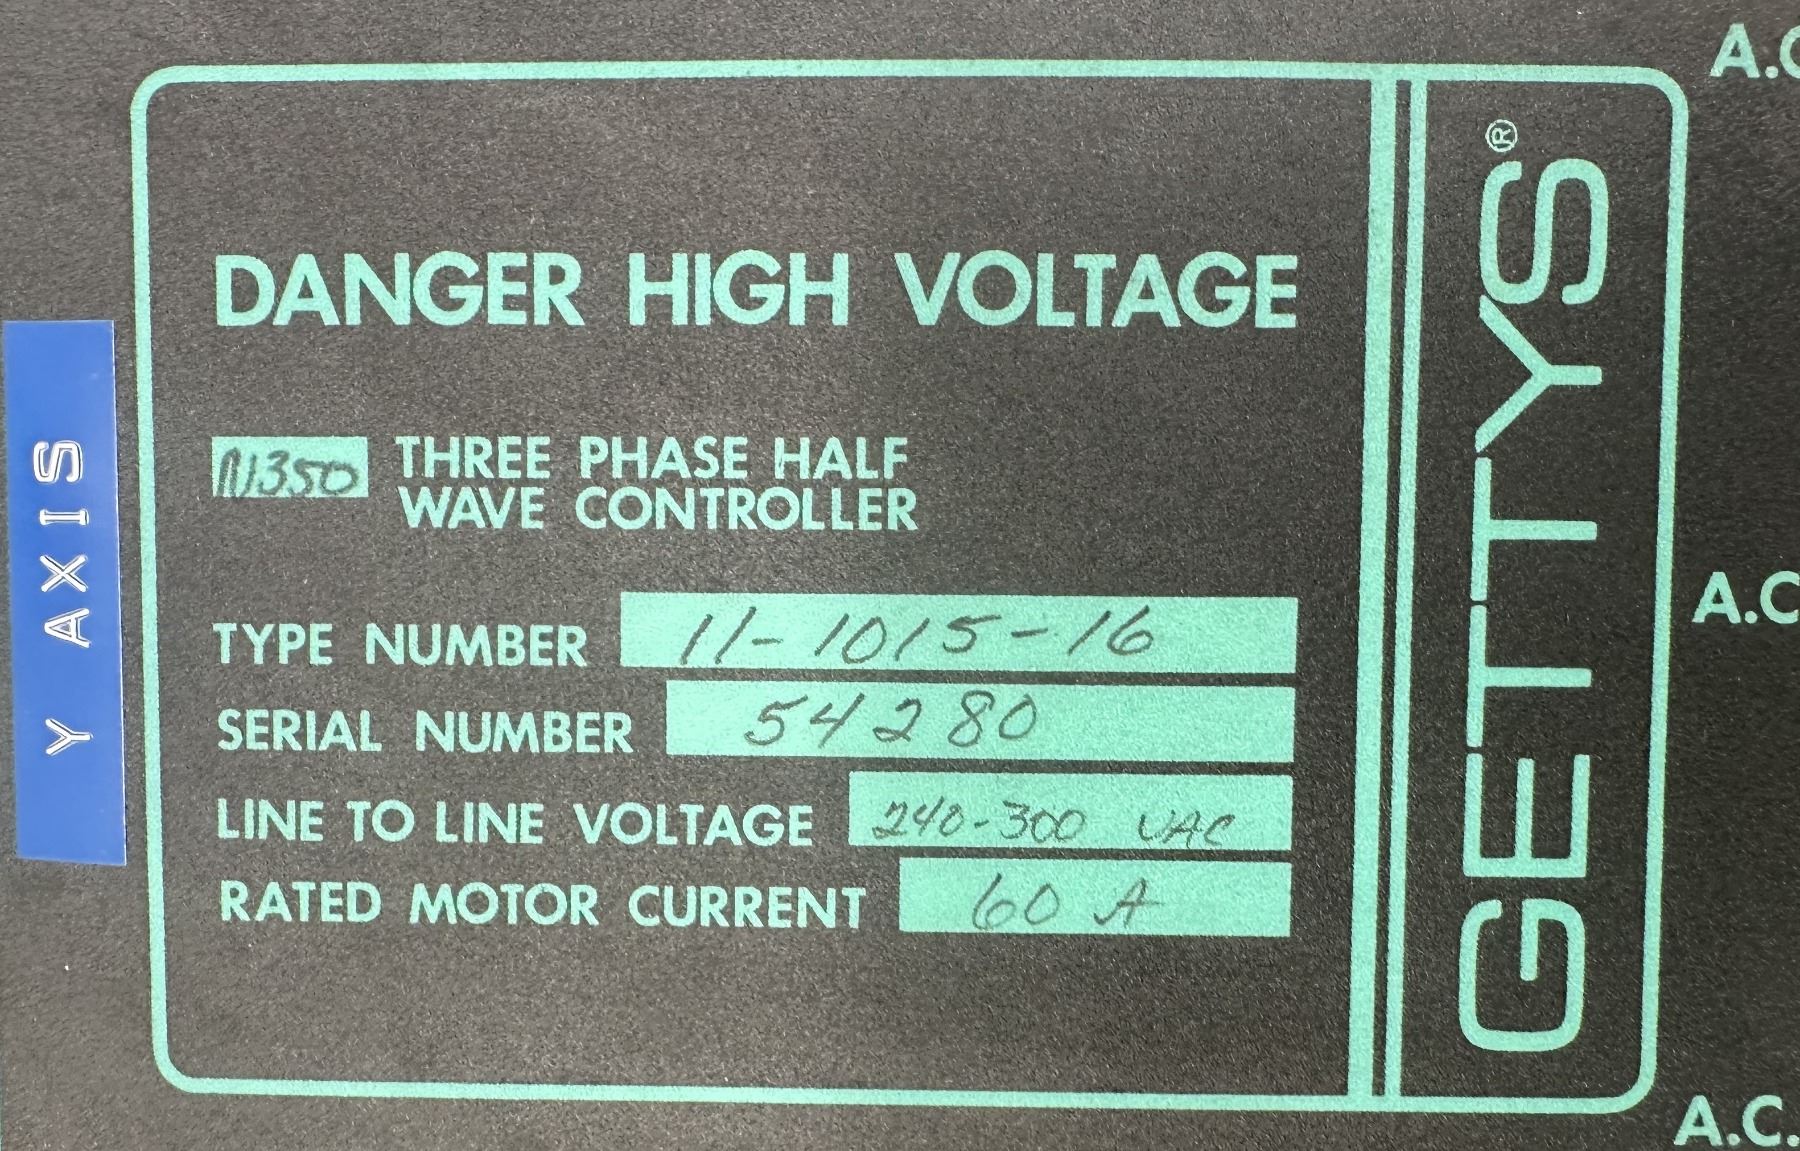 DANGER HIGH VOLTAGE
N350 THREE PHASE HALF
WAVE CONTROLLER
TYPE NUMBER 11-1015-16
SERIAL NUMBER 54280
LINE TO LINE VOLTAGE 240-300 VAC
RATED MOTOR CURRENT 60 A
GETTYS®
Y AXIS
A.C
A.C
A.C.